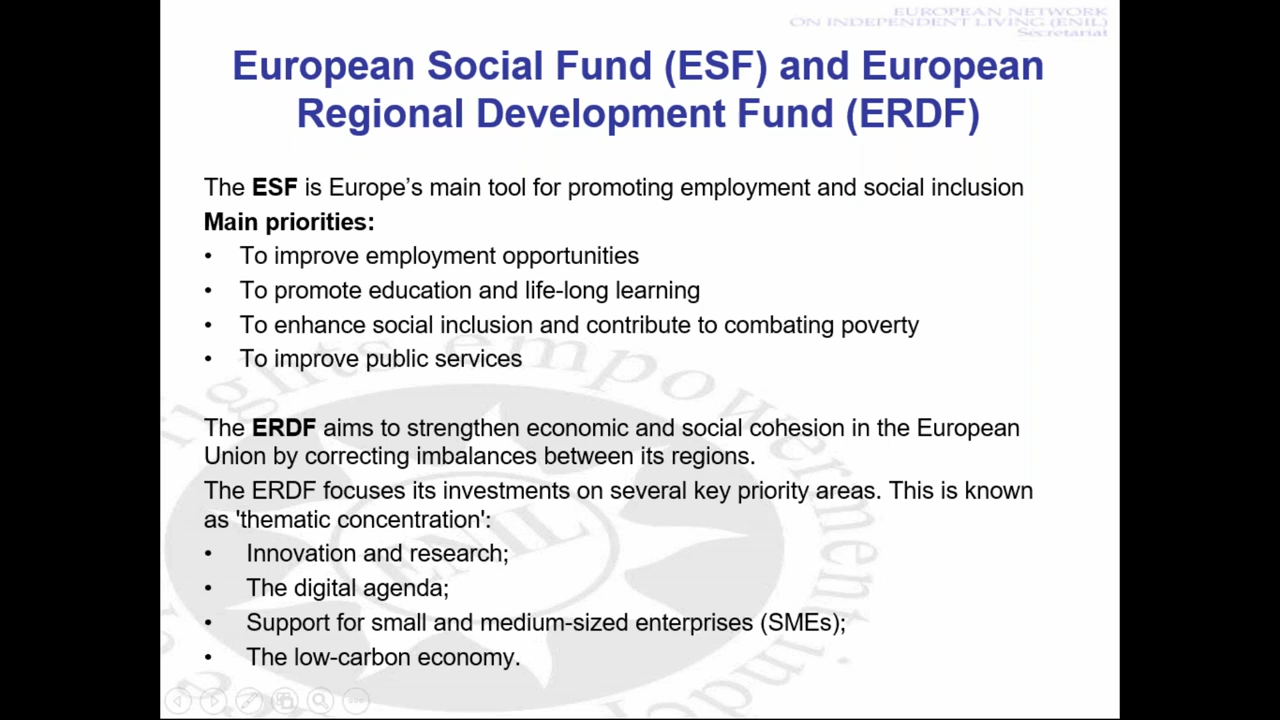 EUROPEAN NETWORK
ON INDEPENDENT LIVING (ENIL)
Secretariat
European Social Fund (ESF) and European
Regional Development Fund (ERDF)
The ESF is Europe’s main tool for promoting employment and social inclusion
Main priorities:
• To improve employment opportunities
• To promote education and life-long learning
• To enhance social inclusion and contribute to combating poverty
• To improve public services
The ERDF aims to strengthen economic and social cohesion in the European
Union by correcting imbalances between its regions.
The ERDF focuses its investments on several key priority areas. This is known
as 'thematic concentration':
• Innovation and research;
• The digital agenda;
• Support for small and medium-sized enterprises (SMEs);
• The low-carbon economy.
rights empowerment
ENIL